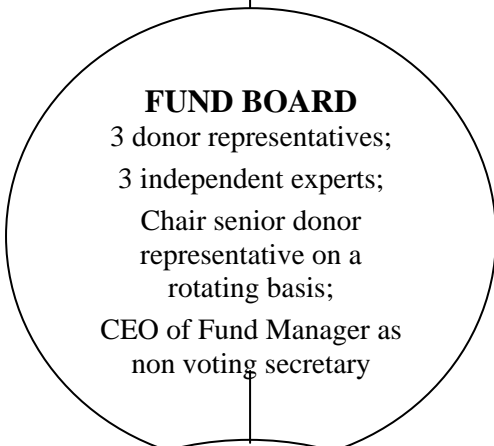 FUND BOARD
3 donor representatives;
3 independent experts;
Chair senior donor
representative on a
rotating basis;
CEO of Fund Manager as
non voting secretary